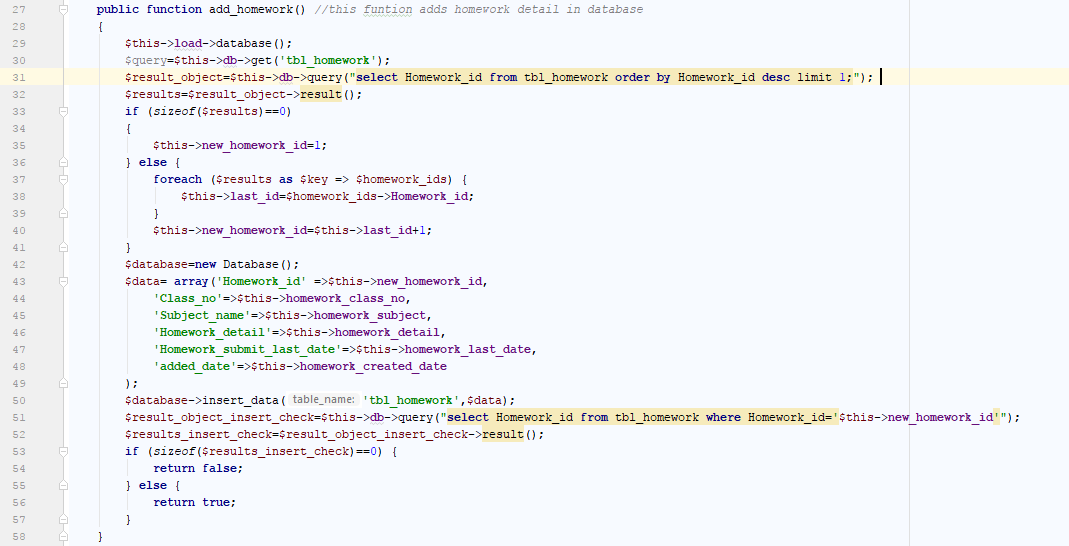 27 public function add_homework() //this funtion adds homework detail in database
28 {
29 $this->load->database();
30 $query=$this->db->get('tbl_homework');
31 $result_object=$this->db->query("select Homework_id from tbl_homework order by Homework_id desc limit 1;");
32 $results=$result_object->result();
33 if (sizeof($results)==0)
34 {
35 $this->new_homework_id=1;
36 } else {
37 foreach ($results as $key => $homework_ids) {
38 $this->last_id=$homework_ids->Homework_id;
39 }
40 $this->new_homework_id=$this->last_id+1;
41 }
42 $database=new Database();
43 $data= array('Homework_id' =>$this->new_homework_id,
44 'Class_no'=>$this->homework_class_no,
45 'Subject_name'=>$this->homework_subject,
46 'Homework_detail'=>$this->homework_detail,
47 'Homework_submit_last_date'=>$this->homework_last_date,
48 'added_date'=>$this->homework_created_date
49 );
50 $database->insert_data( table_name: 'tbl_homework',$data);
51 $result_object_insert_check=$this->db->query("select Homework_id from tbl_homework where Homework_id='$this->new_homework_id'");
52 $results_insert_check=$result_object_insert_check->result();
53 if (sizeof($results_insert_check)==0) {
54 return false;
55 } else {
56 return true;
57 }
58 }